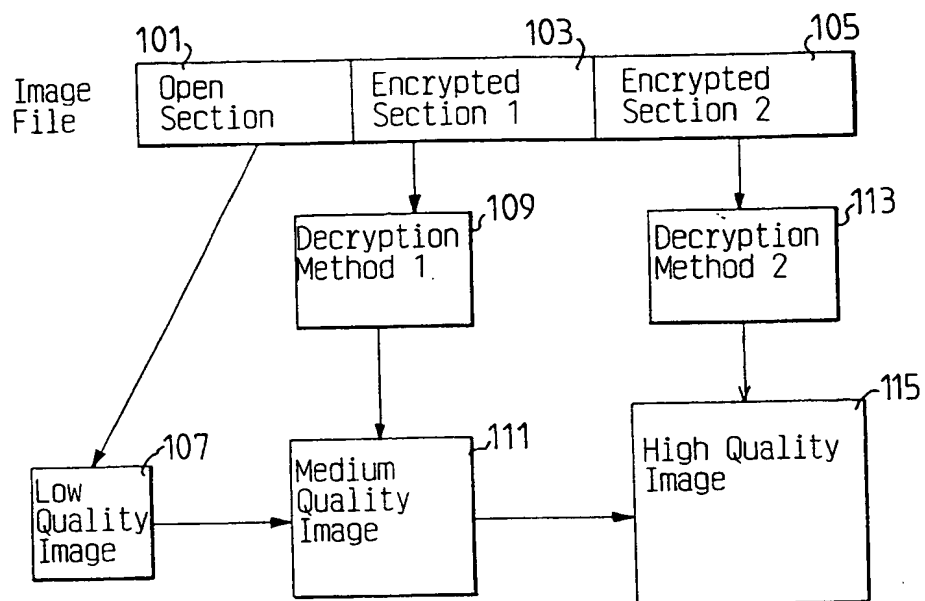 101
103
105
Image
File
Open
Section
Encrypted
Section 1
Encrypted
Section 2
109
113
Decryption
Method 1.
Decryption
Method 2
107
111
115
Low
Quality
Image
Medium
Quality
Image
High Quality
Image